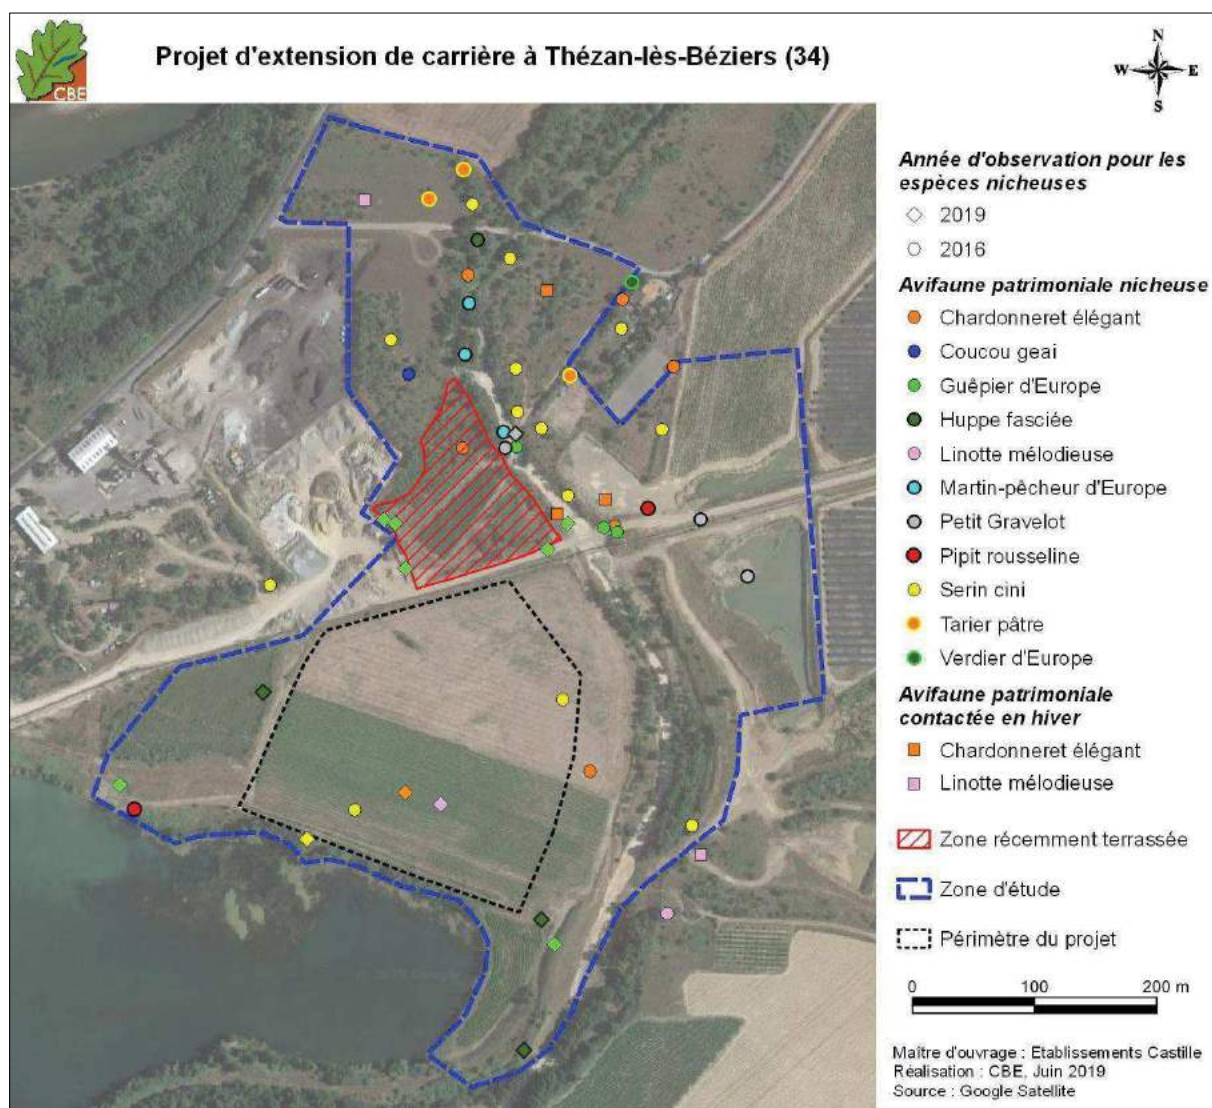 CBE
Projet d'extension de carrière à Thézan-lès-Béziers (34)
N
W
E
S
Année d'observation pour les
espèces nicheuses
2019
2016
Avifaune patrimoniale nicheuse
Chardonneret élégant
Coucou geai
Guêpier d'Europe
Huppe fasciée
Linotte mélodieuse
Martin-pêcheur d'Europe
Petit Gravelot
Pipit rousseline
Serin cini
Tarier pâtre
Verdier d'Europe
Avifaune patrimoniale
contactée en hiver
Chardonneret élégant
Linotte mélodieuse
Zone récemment terrassée
Zone d'étude
Périmètre du projet
0 100 200 m
Maître d'ouvrage : Etablissements Castille
Réalisation : CBE, Juin 2019
Source : Google Satellite